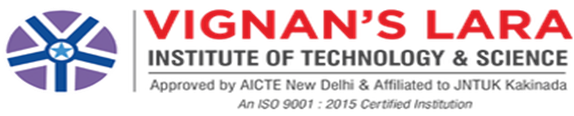 VIGNAN'S LARA
INSTITUTE OF TECHNOLOGY & SCIENCE
Approved by AICTE New Delhi & Affiliated to JNTUK Kakinada
An ISO 9001 : 2015 Certified Institution